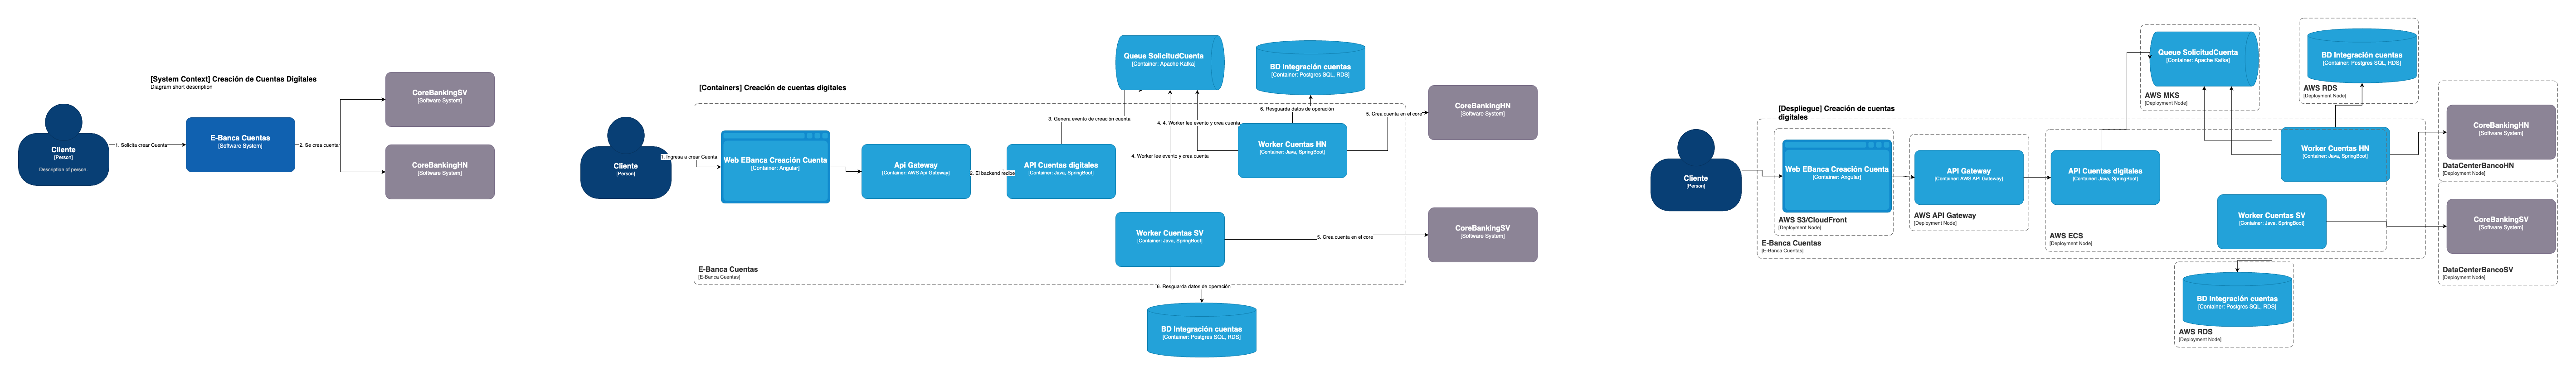 [System Context] Creación de Cuentas Digitales
Diagram short description
Cliente
[Person]
Description of person.
1. Solicita crear Cuenta
E-Banca Cuentas
[Software System]
2. Se crea cuenta
CoreBankingSV
[Software System]
CoreBankingHN
[Software System]
[Containers] Creación de cuentas digitales
Cliente
[Person]
1. Ingresa a crear Cuenta
Web EBanca Creación Cuenta
[Container: Angular]
Api Gateway
[Container: AWS Api Gateway]
2. El backend recibe
API Cuentas digitales
[Container: Java, SpringBoot]
3. Genera evento de creación cuenta
Queue SolicitudCuenta
[Container: Apache Kafka]
BD Integración cuentas
[Container: Postgres SQL, RDS]
6. Resguarda datos de operación
4. 4. Worker lee evento y crea cuenta
Worker Cuentas HN
[Container: Java, SpringBoot]
5. Crea cuenta en el core
CoreBankingHN
[Software System]
4. Worker lee evento y crea cuenta
Worker Cuentas SV
[Container: Java, SpringBoot]
5. Crea cuenta en el core
CoreBankingSV
[Software System]
E-Banca Cuentas
[E-Banca Cuentas]
6. Resguarda datos de operación
BD Integración cuentas
[Container: Postgres SQL, RDS]
[Despliegue] Creación de cuentas
digitales
Cliente
[Person]
Web EBanca Creación Cuenta
[Container: Angular]
AWS S3/CloudFront
[Deployment Node]
E-Banca Cuentas
[E-Banca Cuentas]
API Gateway
[Container: AWS API Gateway]
AWS API Gateway
[Deployment Node]
API Cuentas digitales
[Container: Java, SpringBoot]
AWS ECS
[Deployment Node]
Queue SolicitudCuenta
[Container: Apache Kafka]
AWS MKS
[Deployment Node]
BD Integración cuentas
[Container: Postgres SQL, RDS]
AWS RDS
[Deployment Node]
Worker Cuentas HN
[Container: Java, SpringBoot]
Worker Cuentas SV
[Container: Java, SpringBoot]
CoreBankingHN
[Software System]
DataCenterBancoHN
[Deployment Node]
CoreBankingSV
[Software System]
DataCenterBancoSV
[Deployment Node]
BD Integración cuentas
[Container: Postgres SQL, RDS]
AWS RDS
[Deployment Node]